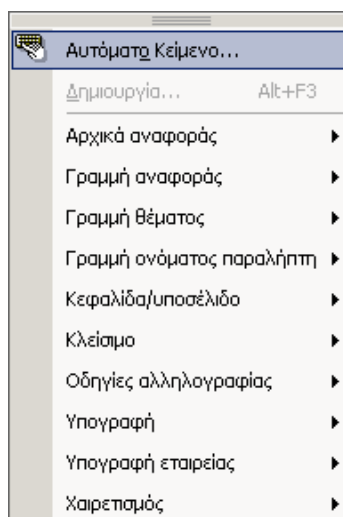 Αυτόματο Κείμενο...
Δημιουργία... Alt+F3
Αρχικά αναφοράς
Γραμμή αναφοράς
Γραμμή θέματος
Γραμμή ονόματος παραλήπτη
Κεφαλίδα/υποσέλιδο
Κλείσιμο
Οδηγίες αλληλογραφίας
Υπογραφή
Υπογραφή εταιρείας
Χαιρετισμός